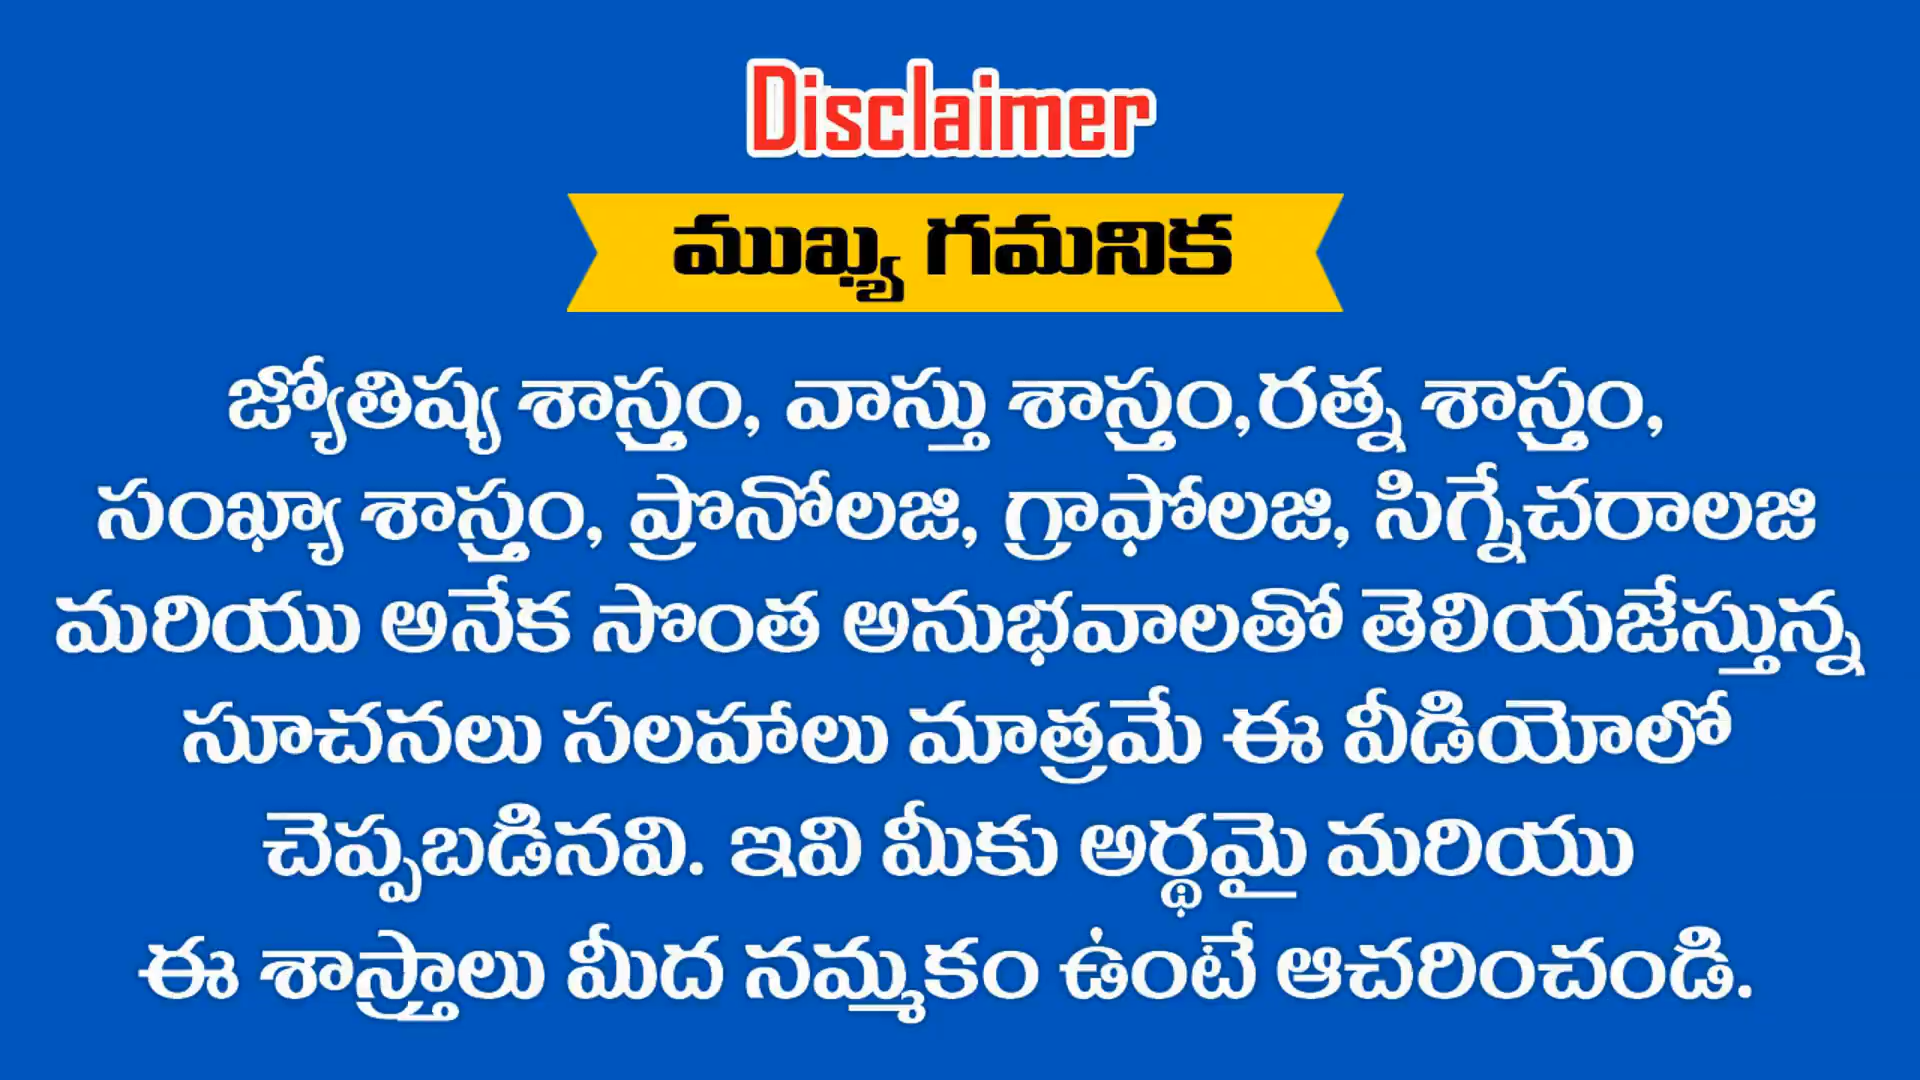 Disclaimer
ముఖ్య గమనిక
జ్యోతిష్య శాస్త్రం, వాస్తు శాస్త్రం,రత్న శాస్త్రం,
సంఖ్యా శాస్త్రం, ప్రొనోలజి, గ్రాఫోలజి, సిగ్నేచరాలజి
మరియు అనేక సొంత అనుభవాలతో తెలియజేస్తున్న
సూచనలు సలహాలు మాత్రమే ఈ వీడియోలో
చెప్పబడినవి. ఇవి మీకు అర్థమై మరియు
ఈ శాస్త్రాలు మీద నమ్మకం ఉంటే ఆచరించండి.